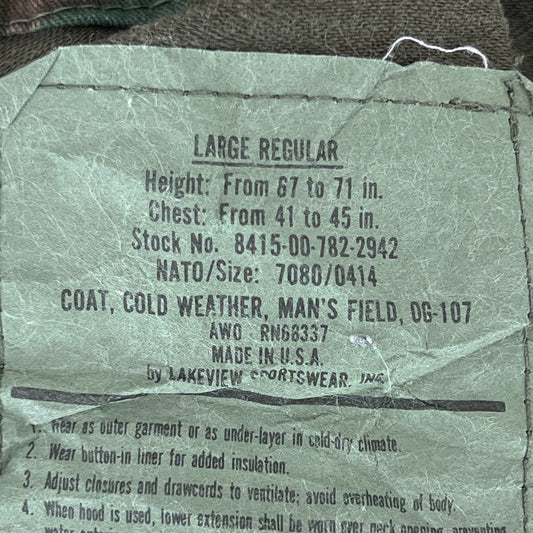 LARGE REGULAR
Height: From 67 to 71 in.
Chest: From 41 to 45 in.
Stock No. 8415-00-782-2942
NATO/Size: 7080/0414
COAT, COLD WEATHER, MAN'S FIELD, OG-107
AWO RN68337
MADE IN U.S.A.
by LAKEVIEW SPORTSWEAR, INC.
1. Wear as outer garment or as under-layer in cold-dry climate.
2. Wear button-in liner for added insulation.
3. Adjust closures and drawcords to ventilate; avoid overheating of body.
4. When hood is used, lower extension shall be worn over neck opening, preventing